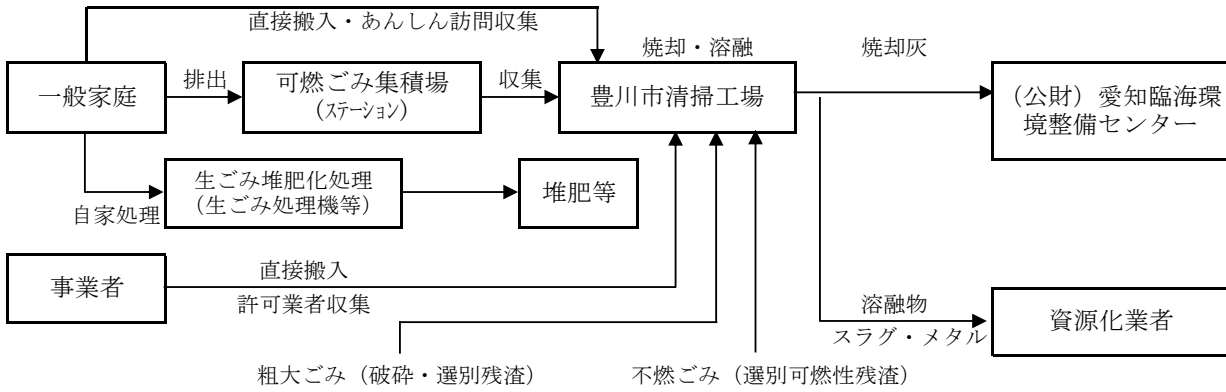 直接搬入・あんしん訪問収集
焼却・溶融
焼却灰
一般家庭
排出
可燃ごみ集積場
(ステーション)
収集
豊川市清掃工場
(公財)愛知臨海環
境整備センター
自家処理
生ごみ堆肥化処理
(生ごみ処理機等)
堆肥等
事業者
直接搬入
許可業者収集
溶融物
スラグ・メタル
資源化業者
粗大ごみ(破砕・選別残渣)
不燃ごみ(選別可燃性残渣)